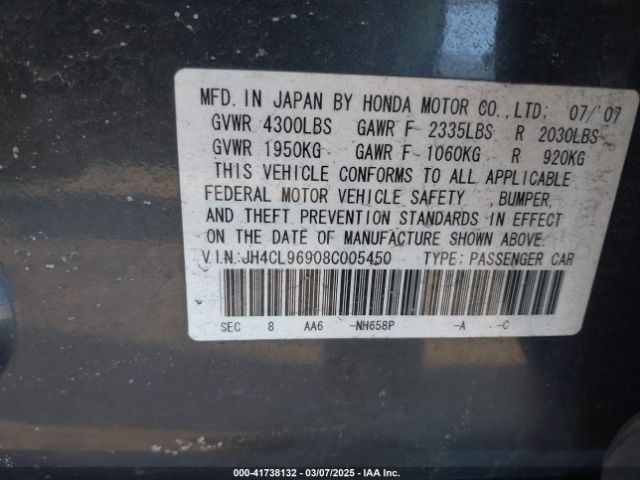 MFD. IN JAPAN BY HONDA MOTOR CO.,LTD: 07/'07
GVWR 4300LBS GAWR F 2335LBS R 2030LBS
GVWR 1950KG GAWR F 1060KG R 920KG
THIS VEHICLE CONFORMS TO ALL APPLICABLE
FEDERAL MOTOR VEHICLE SAFETY ,BUMPER,
AND THEFT PREVENTION STANDARDS IN EFFECT
ON THE DATE OF MANUFACTURE SHOWN ABOVE.
V.I.N.:JH4CL96908C005450 TYPE: PASSENGER CAR
SEC 8 AA6 -NH658P -A -C
000-41738132 - 03/07/2025 - IAA Inc.